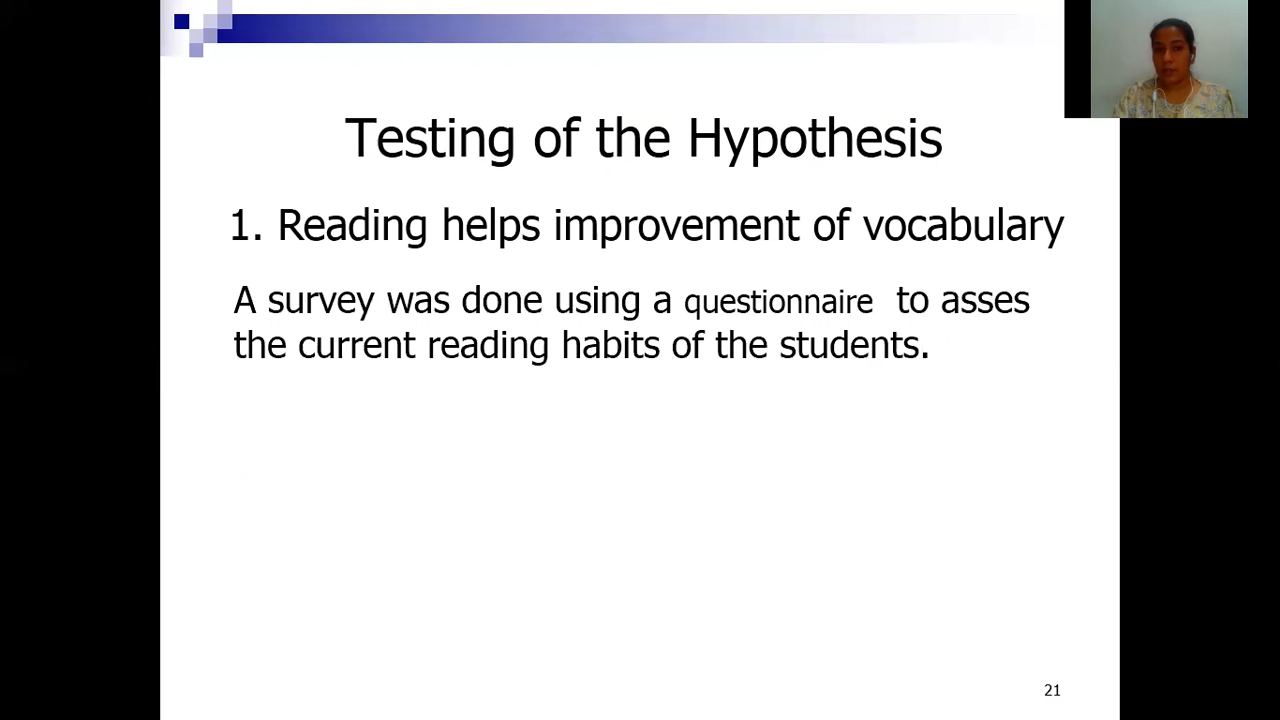 Testing of the Hypothesis
1. Reading helps improvement of vocabulary
A survey was done using a questionnaire to asses
the current reading habits of the students.
21